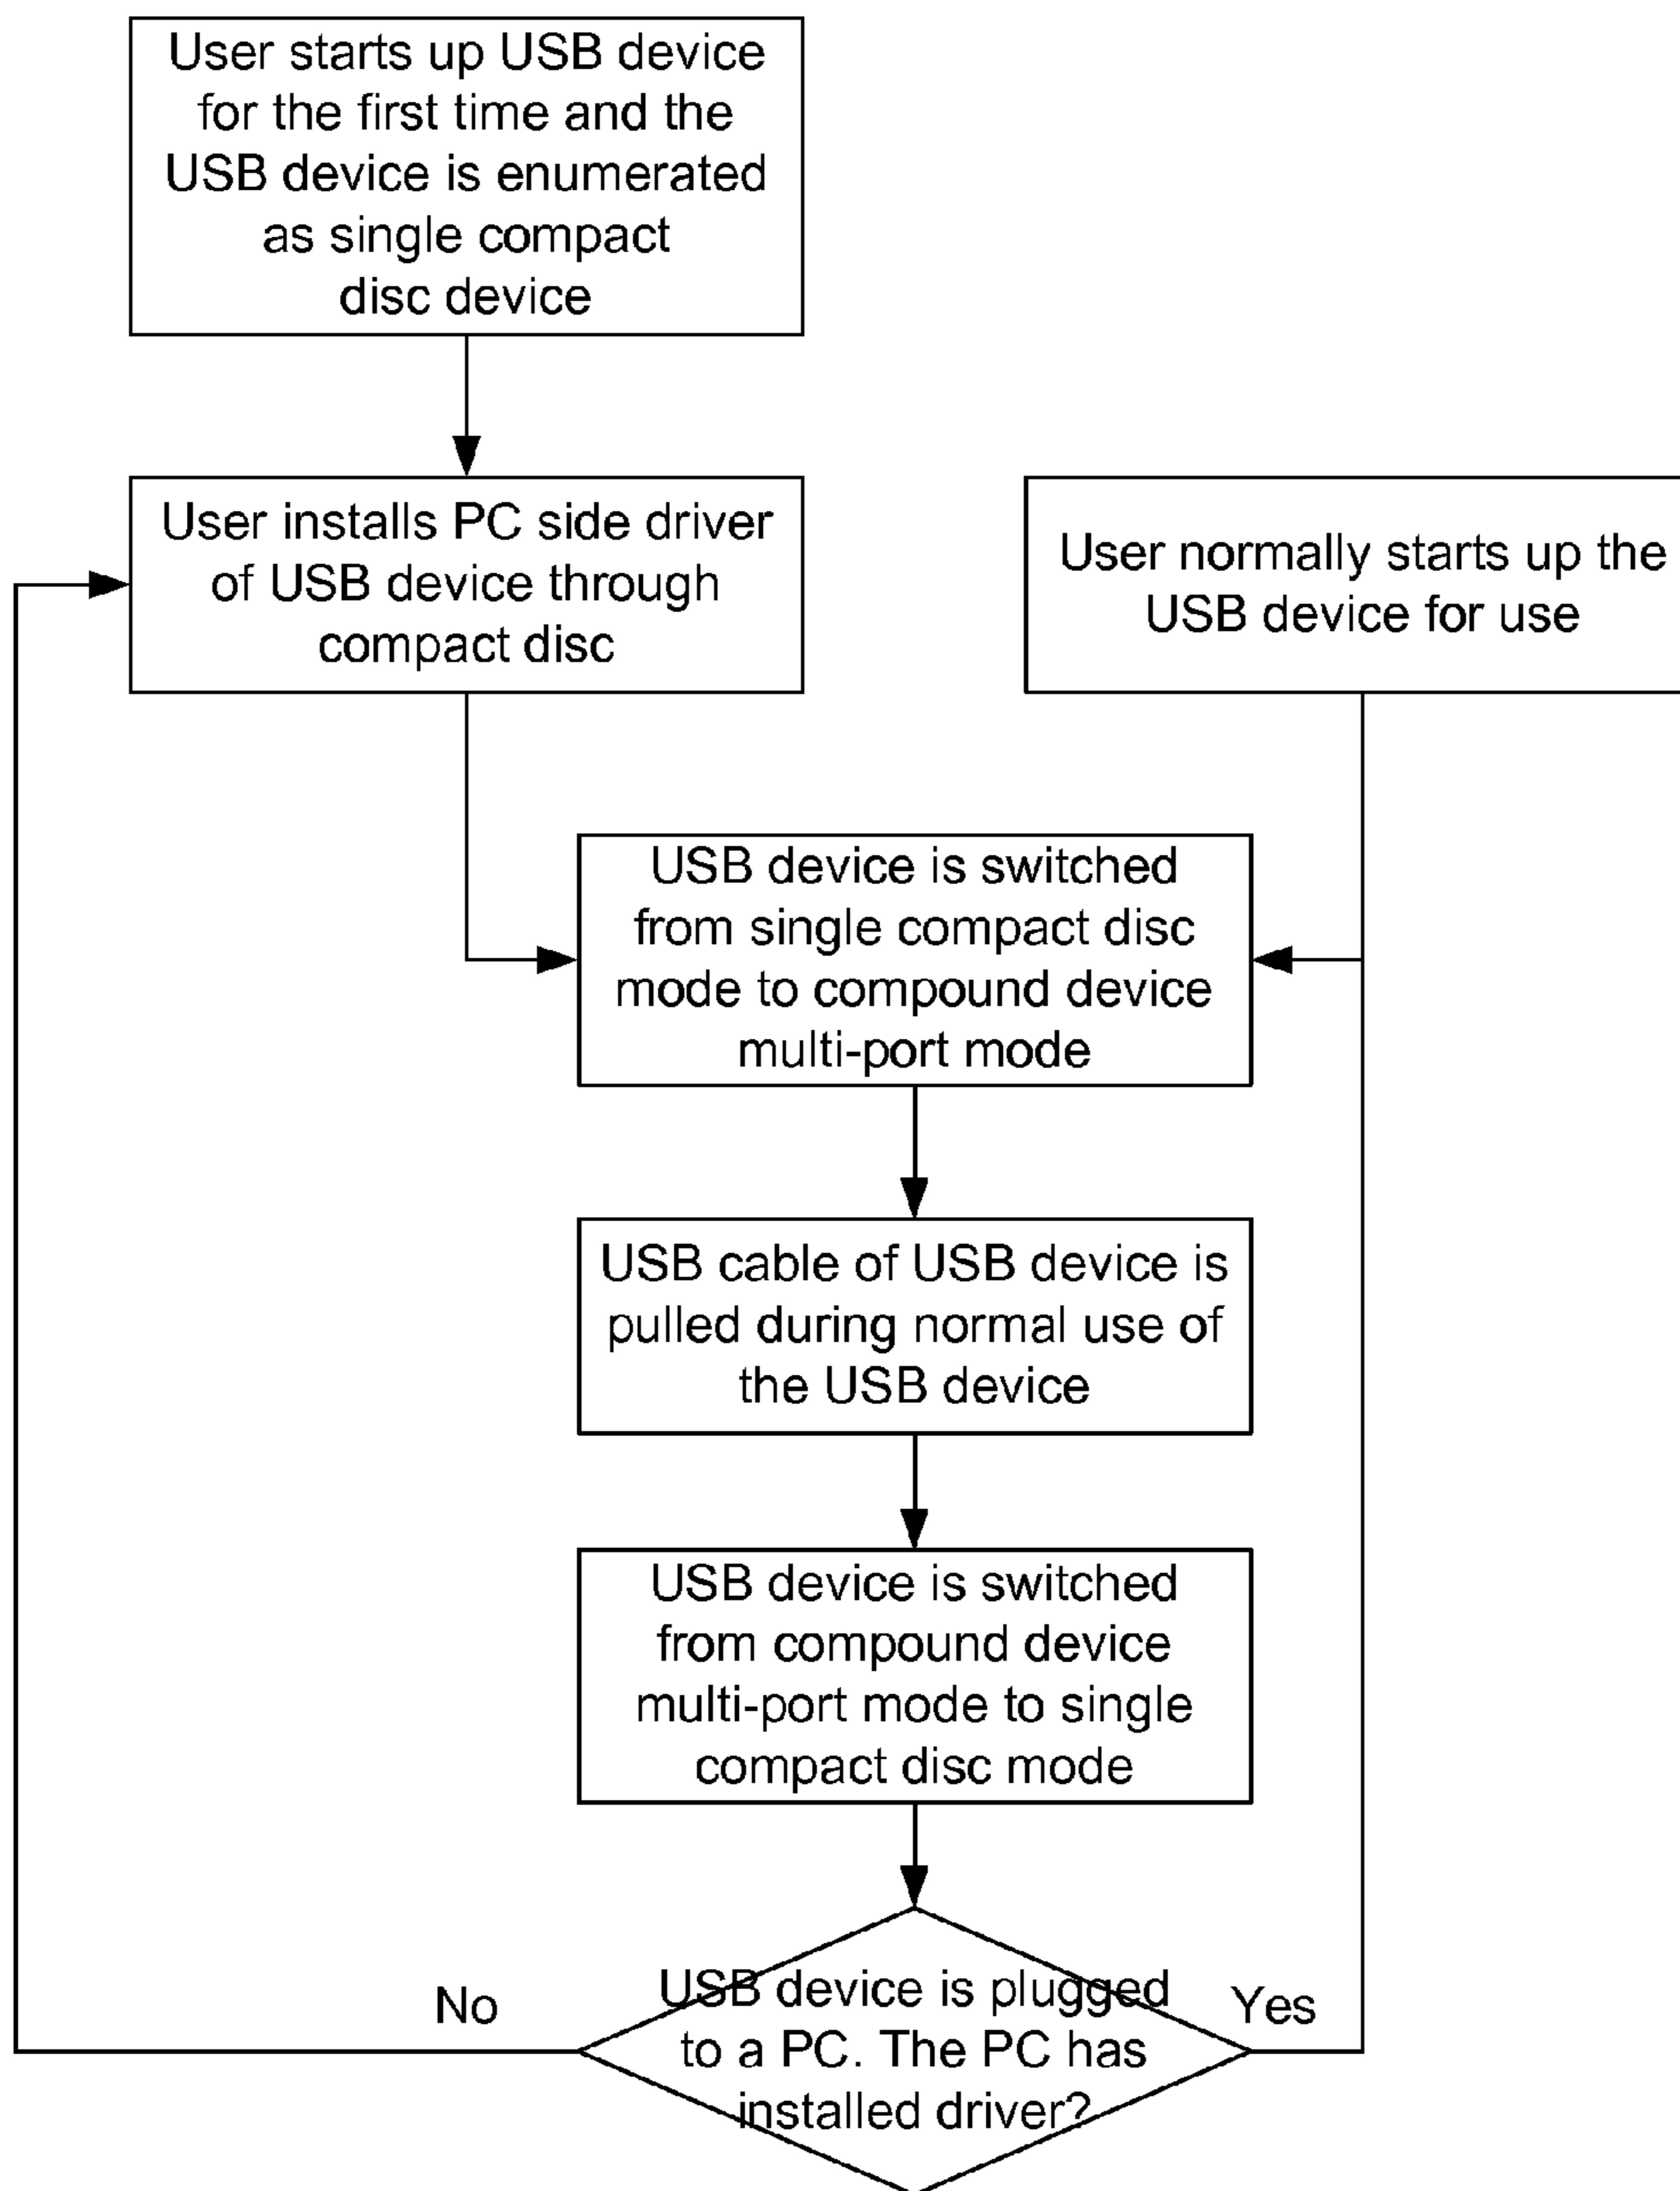 User starts up USB device
for the first time and the
USB device is enumerated
as single compact
disc device
User installs PC side driver
of USB device through
compact disc
User normally starts up the
USB device for use
USB device is switched
from single compact disc
mode to compound device
multi-port mode
USB cable of USB device is
pulled during normal use of
the USB device
USB device is switched
from compound device
multi-port mode to single
compact disc mode
No
USB device is plugged
to a PC. The PC has
installed driver?
Yes